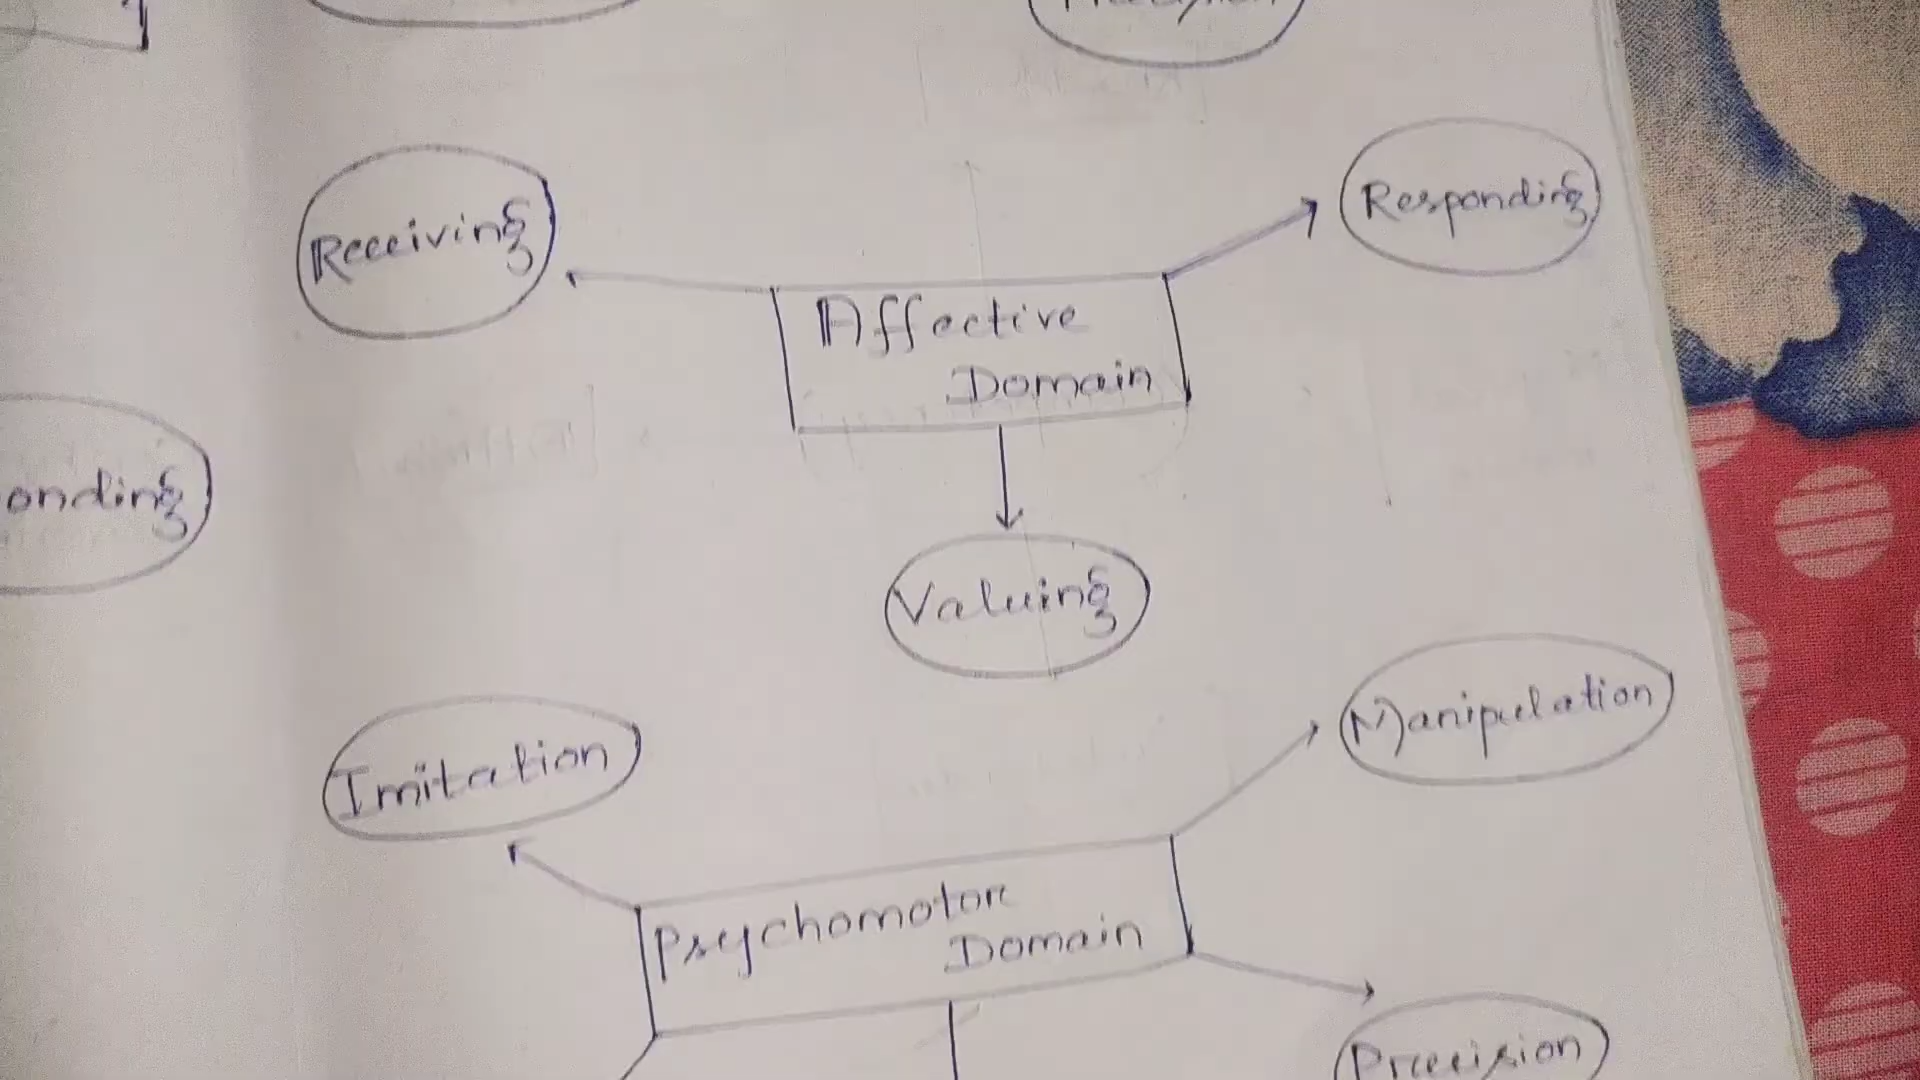 Receiving
Responding
Affective
Domain
onding
Valuing
Manipulation
Imitation
Psychomotor
Domain
Precision